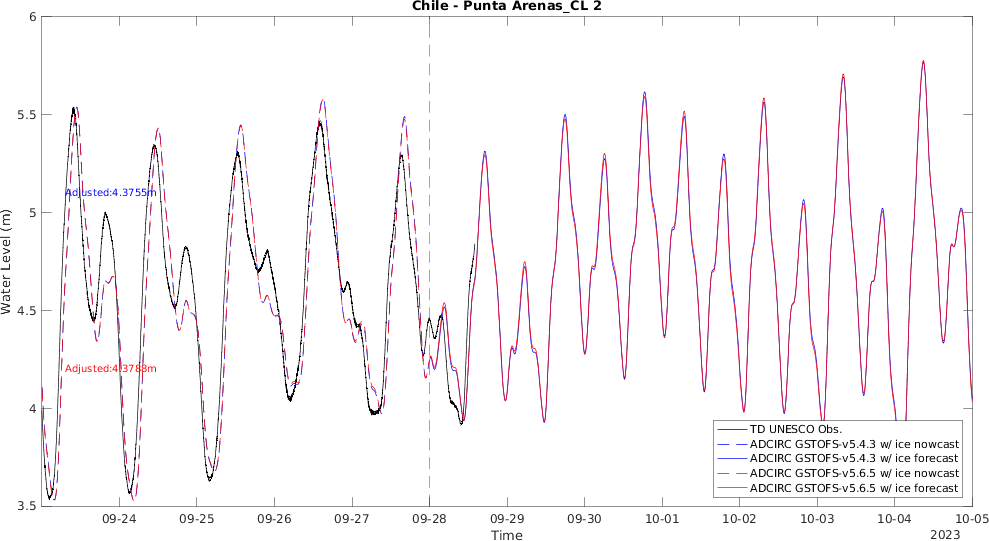 Chile - Punta Arenas_CL 2
6
5.5
5
4.5
4
3.5
Water Level (m)
Adjusted:4.3755m
Adjusted:4.3788m
TD UNESCO Obs.
ADCIRC GSTOFS-v5.4.3 w/ ice nowcast
ADCIRC GSTOFS-v5.4.3 w/ ice forecast
ADCIRC GSTOFS-v5.6.5 w/ ice nowcast
ADCIRC GSTOFS-v5.6.5 w/ ice forecast
09-24 09-25 09-26 09-27 09-28 09-29 09-30 10-01 10-02 10-03 10-04 10-05
Time
2023